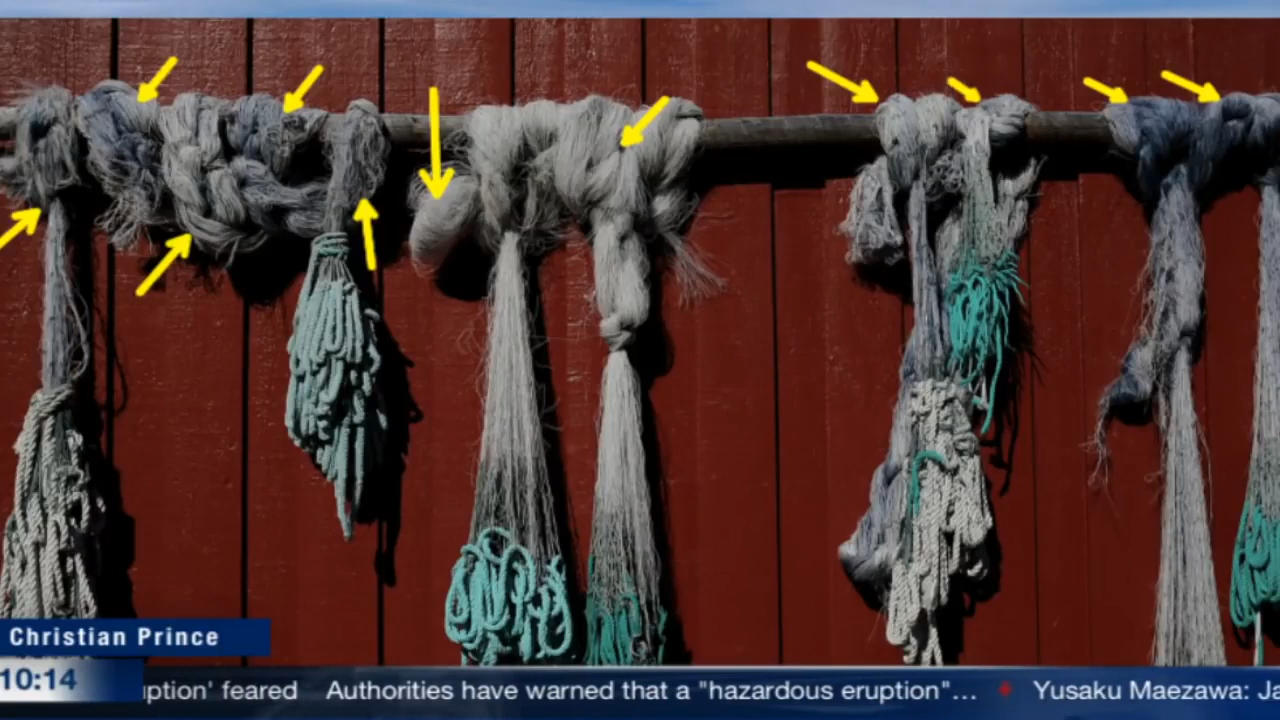 Christian Prince
10:14
uption' feared Authorities have warned that a "hazardous eruption"... Yusaku Maezawa: Ja